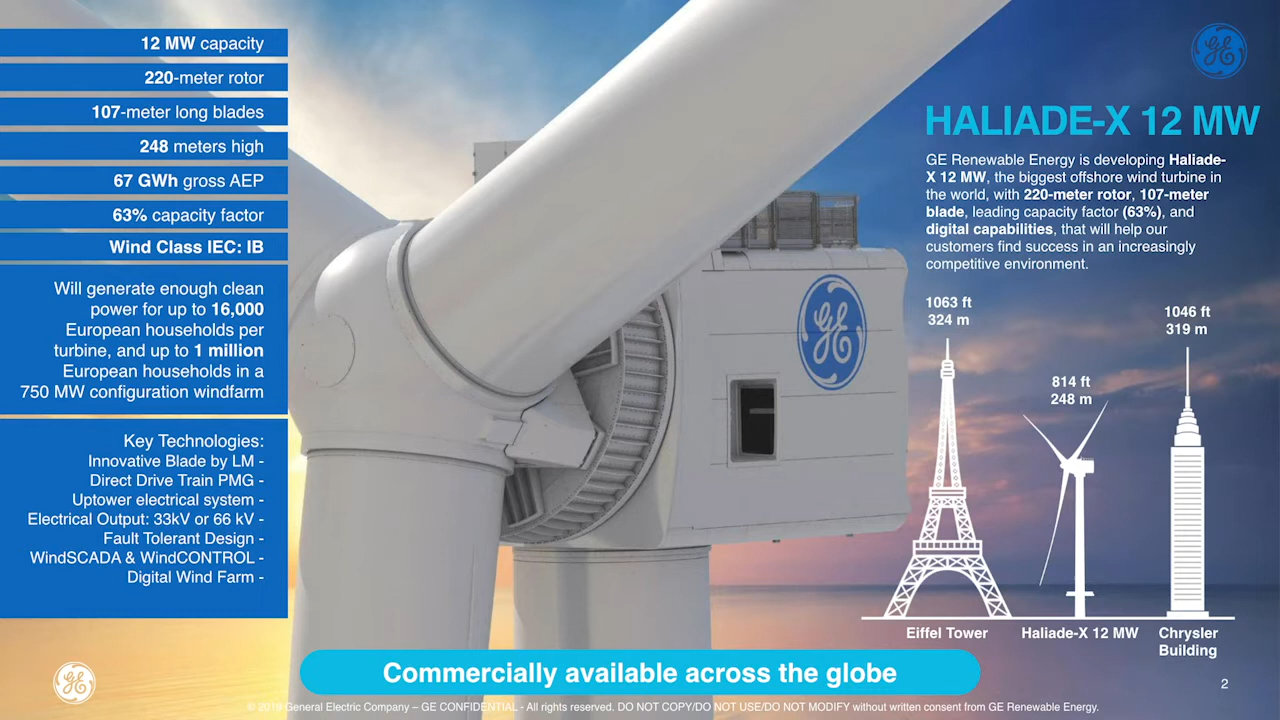 12 MW capacity
220-meter rotor
107-meter long blades
248 meters high
67 GWh gross AEP
63% capacity factor
Wind Class IEC: IB
Will generate enough clean
power for up to 16,000
European households per
turbine, and up to 1 million
European households in a
750 MW configuration windfarm
Key Technologies:
Innovative Blade by LM -
Direct Drive Train PMG -
Uptower electrical system -
Electrical Output: 33kV or 66 kV -
Fault Tolerant Design -
WindSCADA & WindCONTROL -
Digital Wind Farm -
GE
GE
GE
HALIADE-X 12 MW
GE Renewable Energy is developing Haliade-
X 12 MW, the biggest offshore wind turbine in
the world, with 220-meter rotor, 107-meter
blade, leading capacity factor (63%), and
digital capabilities, that will help our
customers find success in an increasingly
competitive environment.
1063 ft
324 m
814 ft
248 m
1046 ft
319 m
Eiffel Tower
Haliade-X 12 MW
Chrysler
Building
Commercially available across the globe
2
General Electric Company – GE CONFIDENTIAL - All rights reserved. DO NOT COPY/DO NOT USE/DO NOT MODIFY without written consent from GE Renewable Energy.